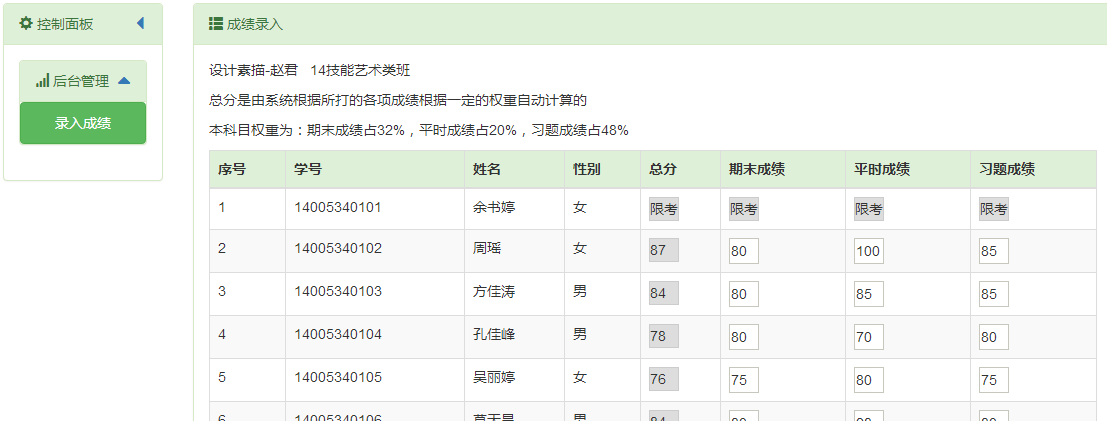 控制面板
后台管理
录入成绩
成绩录入
设计素描-赵君 14技能艺术类班
总分是由系统根据所打的各项成绩根据一定的权重自动计算的
本科目权重为：期末成绩占32%，平时成绩占20%，习题成绩占48%
序号 学号 姓名 性别 总分 期末成绩 平时成绩 习题成绩
1 14005340101 余书婷 女 限考 限考 限考 限考
2 14005340102 周瑶 女 87 80 100 85
3 14005340103 方佳涛 男 84 80 85 85
4 14005340104 孔佳峰 男 78 80 70 80
5 14005340105 吴丽婷 女 76 75 80 75
6 14005340106 男 84